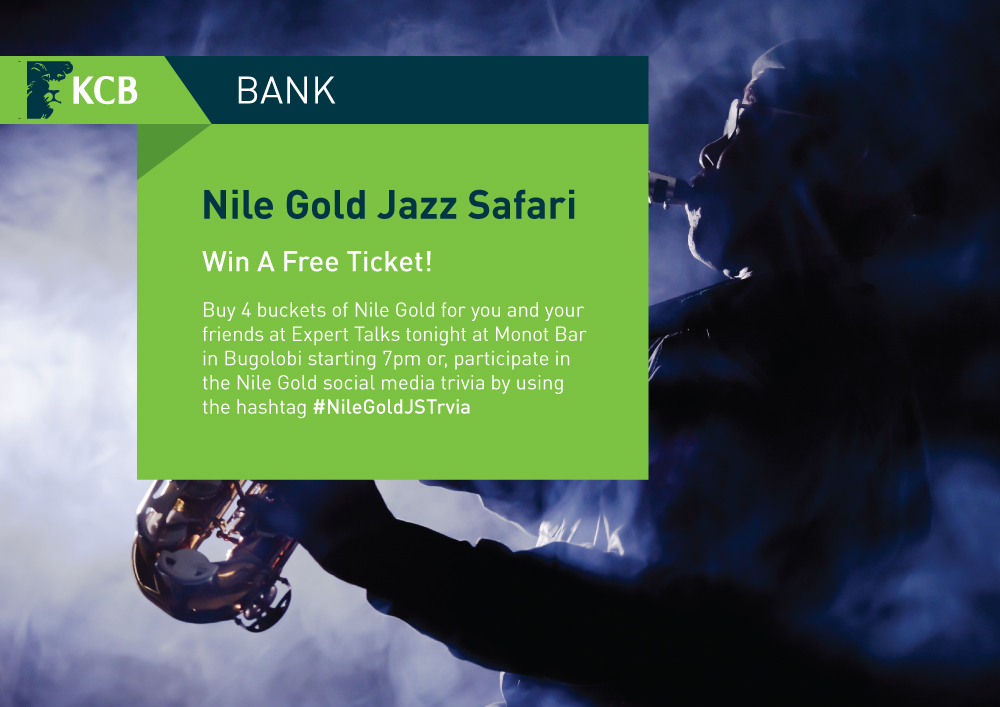 KCB BANK
Nile Gold Jazz Safari
Win A Free Ticket!
Buy 4 buckets of Nile Gold for you and your
friends at Expert Talks tonight at Monot Bar
in Bugolobi starting 7pm or, participate in
the Nile Gold social media trivia by using
the hashtag #NileGoldJSTrvia